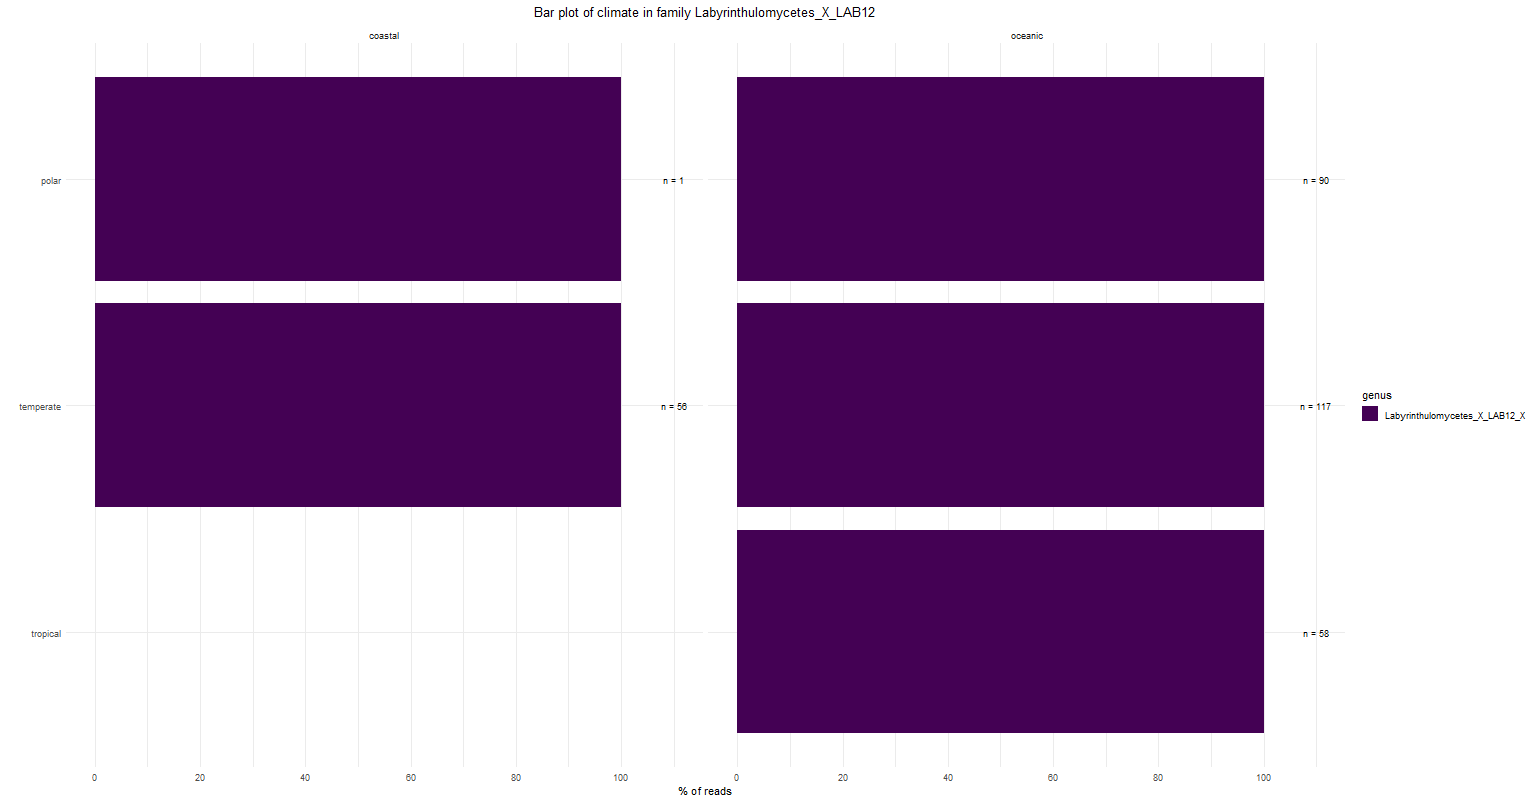 Bar plot of climate in family Labyrinthulomycetes_X_LAB12
coastal
oceanic
polar
n = 1
n = 90
temperate
n = 56
n = 117
tropical
n = 58
genus
Labyrinthulomycetes_X_LAB12_X
0 20 40 60 80 100
0 20 40 60 80 100
% of reads